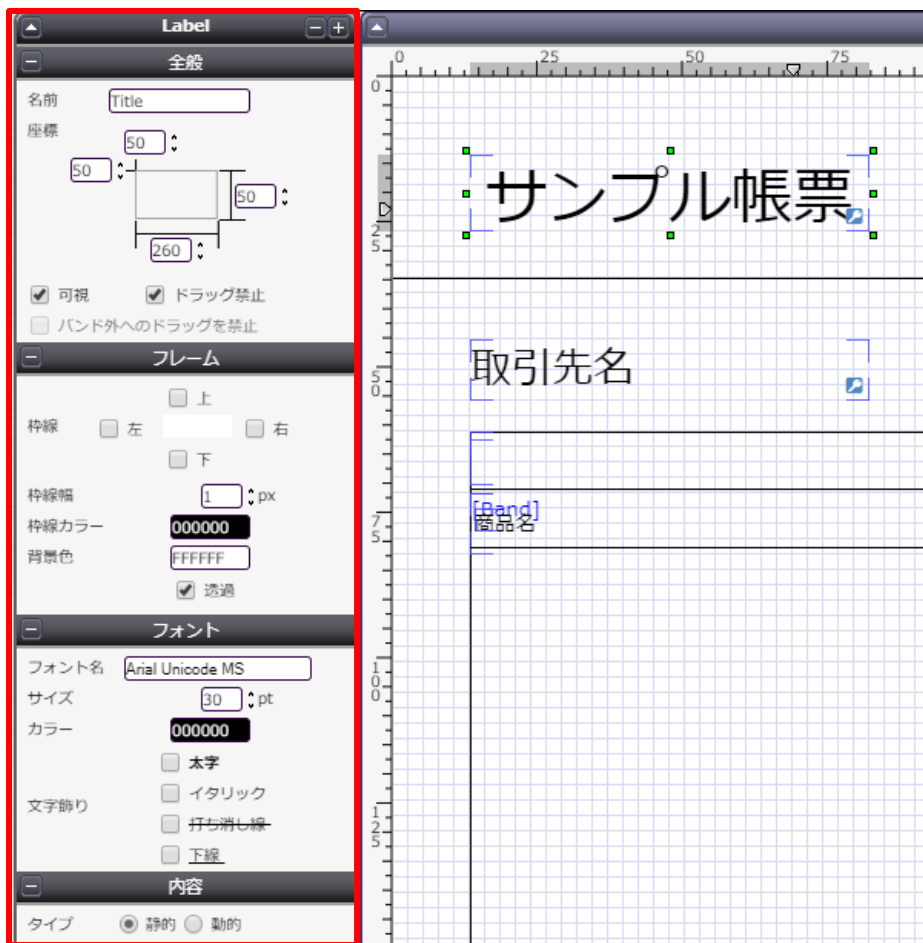 Label
全般
名前 Title
座標
50
50
50
260
可視 ドラッグ禁止
バンド外へのドラッグを禁止
フレーム
上
枠線 左 右
下
枠線幅 1 px
枠線カラー 000000
背景色 FFFFFF
透過
フォント
フォント名 Arial Unicode MS
サイズ 30 pt
カラー 000000
太字
イタリック
文字飾り
打ち消し線
下線
内容
タイプ 静的 動的
0 25 50 75
0
25
50
75
100
125
サンプル帳票
取引先名
[Band]
商品名